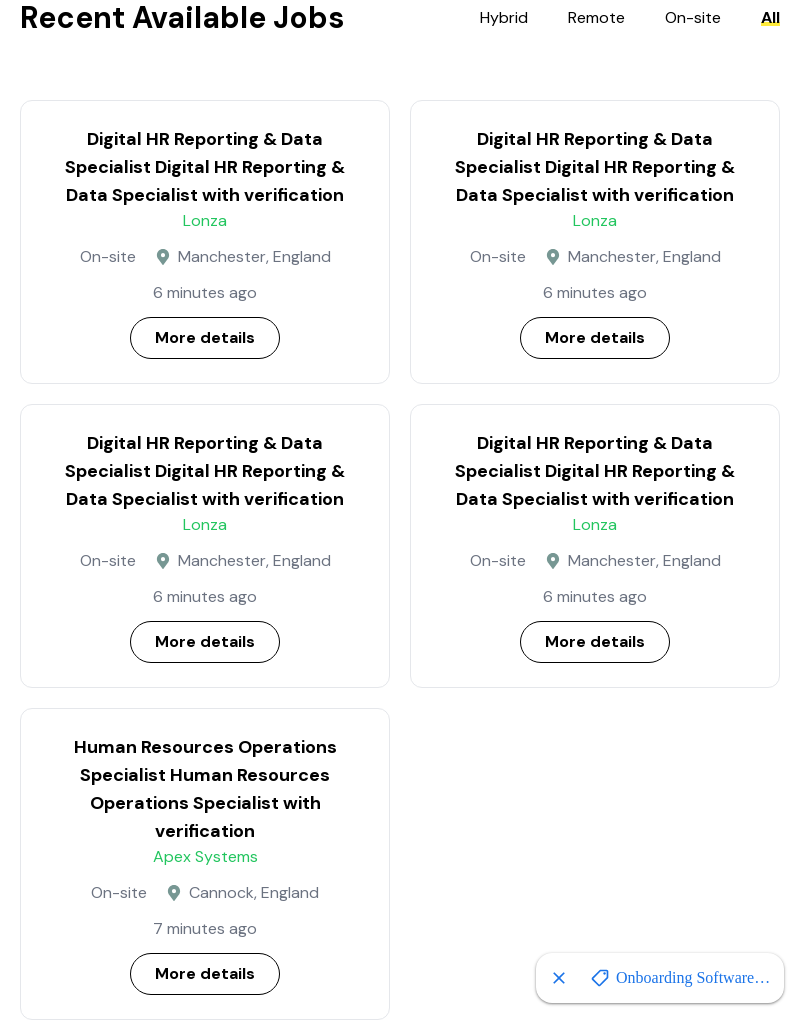 Recent Available Jobs
Hybrid Remote On-site All
Digital HR Reporting & Data
Specialist Digital HR Reporting &
Data Specialist with verification
Lonza
On-site Manchester, England
6 minutes ago
More details
Digital HR Reporting & Data
Specialist Digital HR Reporting &
Data Specialist with verification
Lonza
On-site Manchester, England
6 minutes ago
More details
Digital HR Reporting & Data
Specialist Digital HR Reporting &
Data Specialist with verification
Lonza
On-site Manchester, England
6 minutes ago
More details
Digital HR Reporting & Data
Specialist Digital HR Reporting &
Data Specialist with verification
Lonza
On-site Manchester, England
6 minutes ago
More details
Human Resources Operations
Specialist Human Resources
Operations Specialist with
verification
Apex Systems
On-site Cannock, England
7 minutes ago
More details
Onboarding Software…